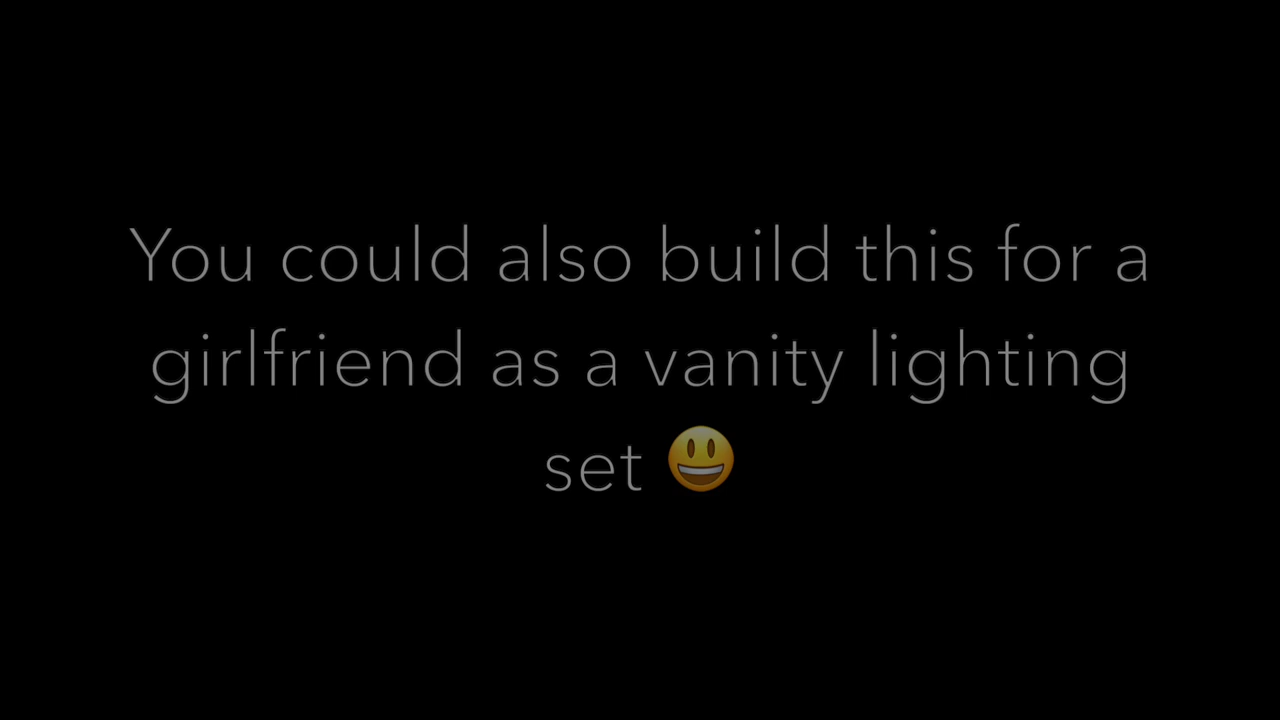 You could also build this for a
girlfriend as a vanity lighting
set 😃